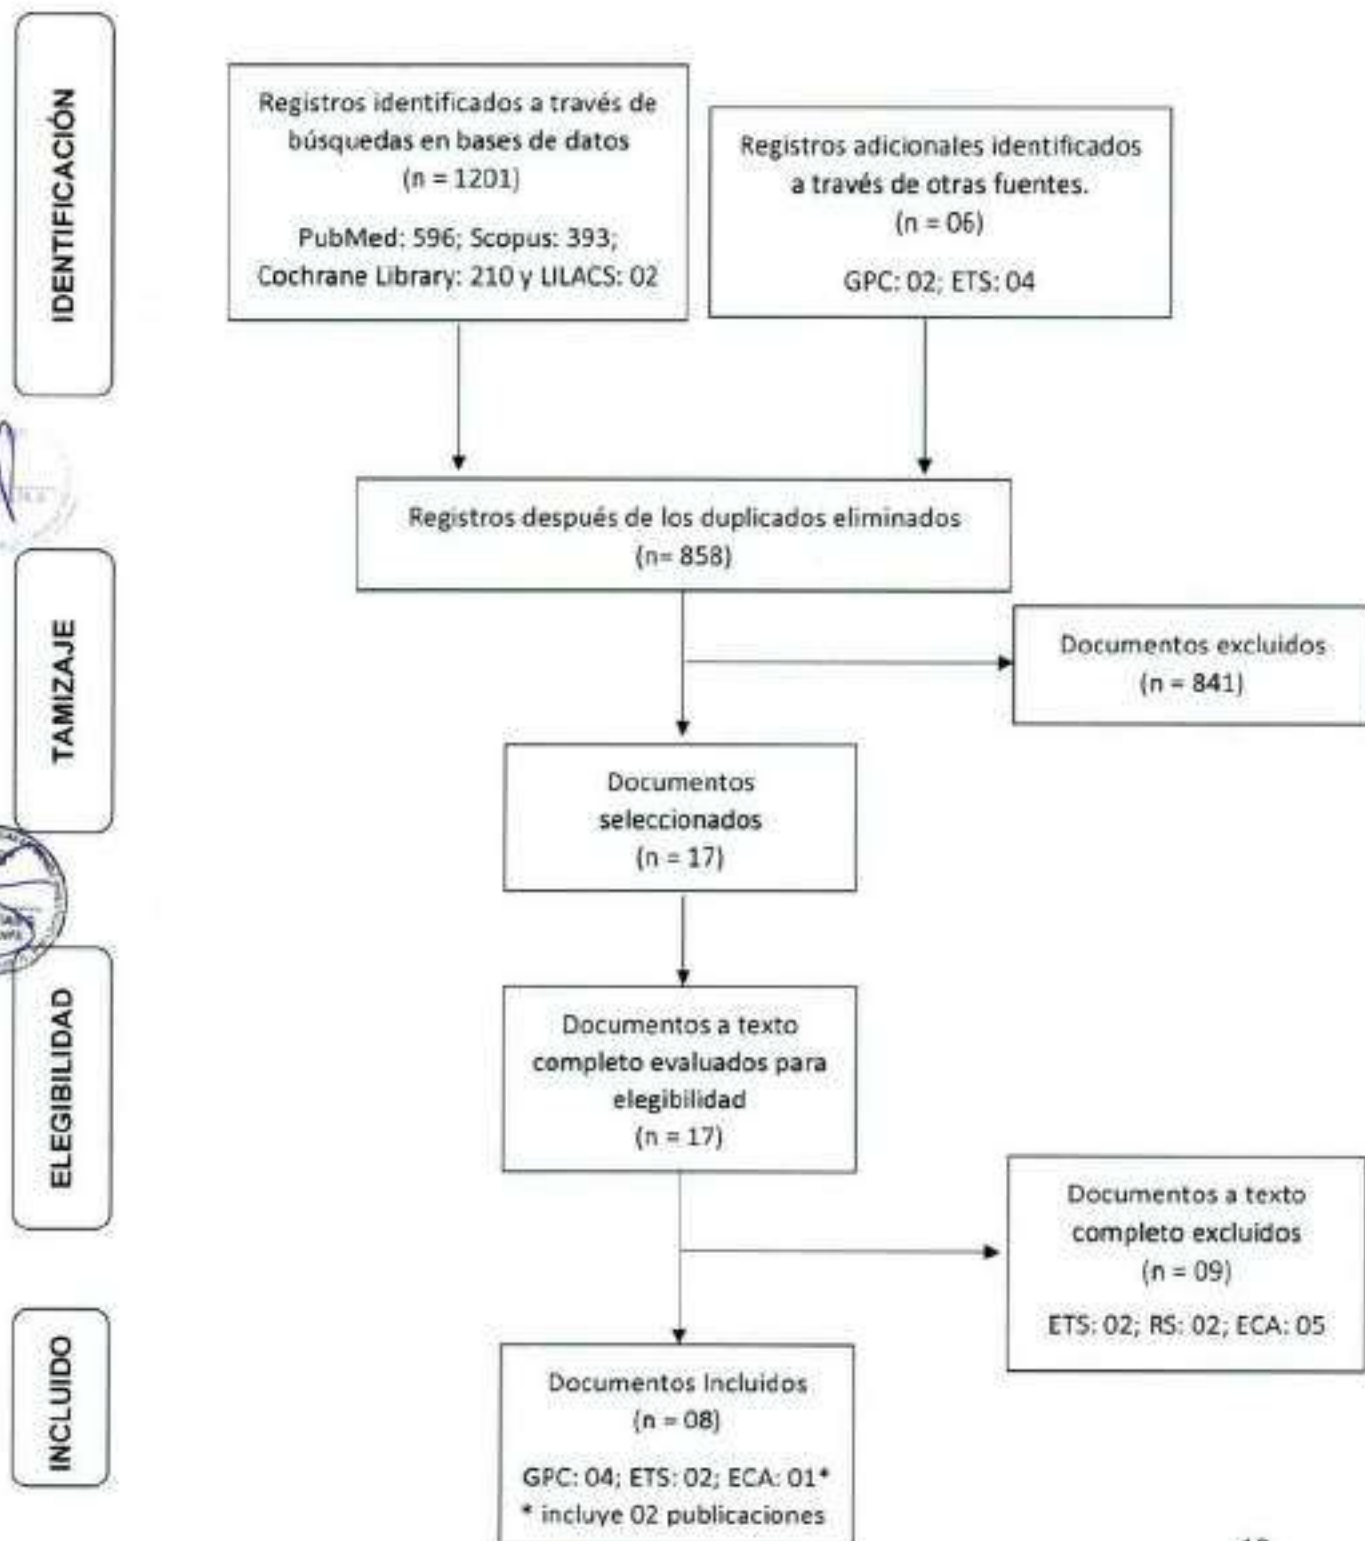 IDENTIFICACIÓN
Registros identificados a través de
búsquedas en bases de datos
(n = 1201)
PubMed: 596; Scopus: 393;
Cochrane Library: 210 y LILACS: 02
Registros adicionales identificados
a través de otras fuentes.
(n = 06)
GPC: 02; ETS: 04
Registros después de los duplicados eliminados
(n= 858)
TAMIZAJE
Documentos excluidos
(n = 841)
Documentos
seleccionados
(n = 17)
ELEGIBILIDAD
Documentos a texto
completo evaluados para
elegibilidad
(n = 17)
Documentos a texto
completo excluidos
(n = 09)
ETS: 02; RS: 02; ECA: 05
INCLUIDO
Documentos Incluidos
(n = 08)
GPC: 04; ETS: 02; ECA: 01*
* incluye 02 publicaciones